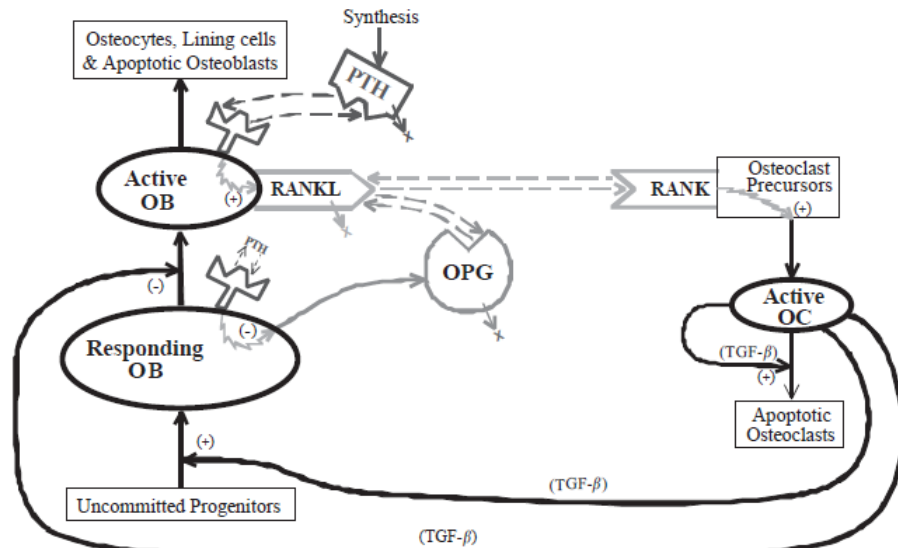 Synthesis
Osteocytes, Lining cells
& Apoptotic Osteoblasts
PTH
x
Active
OB
(+)
RANKL
x
RANK
Osteoclast
Precursors
(+)
PTH
(-)
OPG
x
(-)
Responding
OB
Active
OC
(TGF-β)
(+)
Apoptotic
Osteoclasts
(+)
(TGF-β)
Uncommitted Progenitors
(TGF-β)